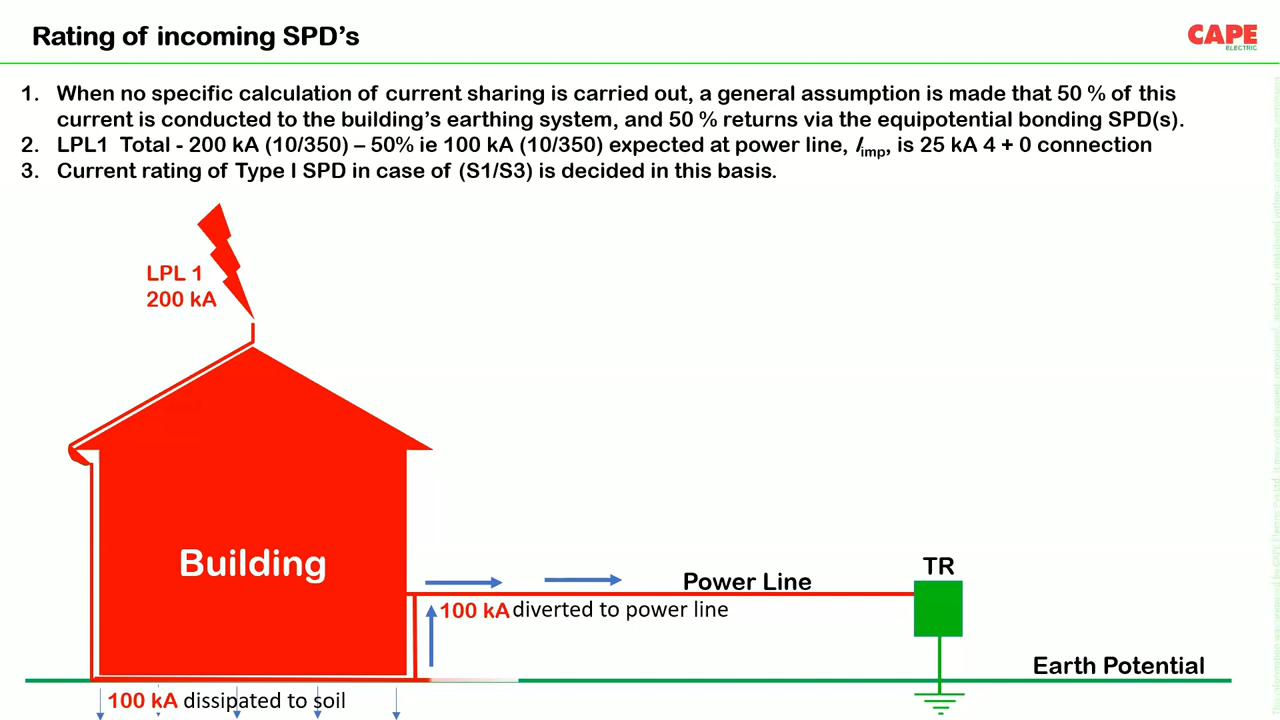 Rating of incoming SPD's
CAPE
ELECTRIC
1. When no specific calculation of current sharing is carried out, a general assumption is made that 50 % of this
current is conducted to the building's earthing system, and 50 % returns via the equipotential bonding SPD(s).
2. LPL1 Total - 200 kA (10/350) – 50% ie 100 kA (10/350) expected at power line, Iimp, is 25 kA 4 + 0 connection
3. Current rating of Type I SPD in case of (S1/S3) is decided in this basis.
LPL 1
200 kA
Building
TR
Power Line
100 kA diverted to power line
Earth Potential
100 kA dissipated to soil